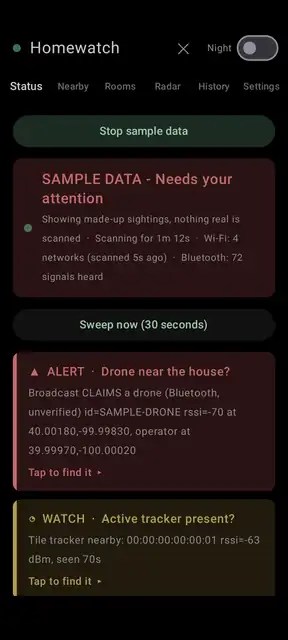 Homewatch
Night
Status Nearby Rooms Radar History Settings
Stop sample data
SAMPLE DATA - Needs your
attention
Showing made-up sightings, nothing real is
scanned · Scanning for 1m 12s · Wi-Fi: 4
networks (scanned 5s ago) · Bluetooth: 72
signals heard
Sweep now (30 seconds)
▲ ALERT · Drone near the house?
Broadcast CLAIMS a drone (Bluetooth,
unverified) id=SAMPLE-DRONE rssi=-70 at
40.00180,-99.99830, operator at
39.99970,-100.00020
Tap to find it ▸
◔ WATCH · Active tracker present?
Tile tracker nearby: 00:00:00:00:00:01 rssi=-63
dBm, seen 70s
Tap to find it ▸